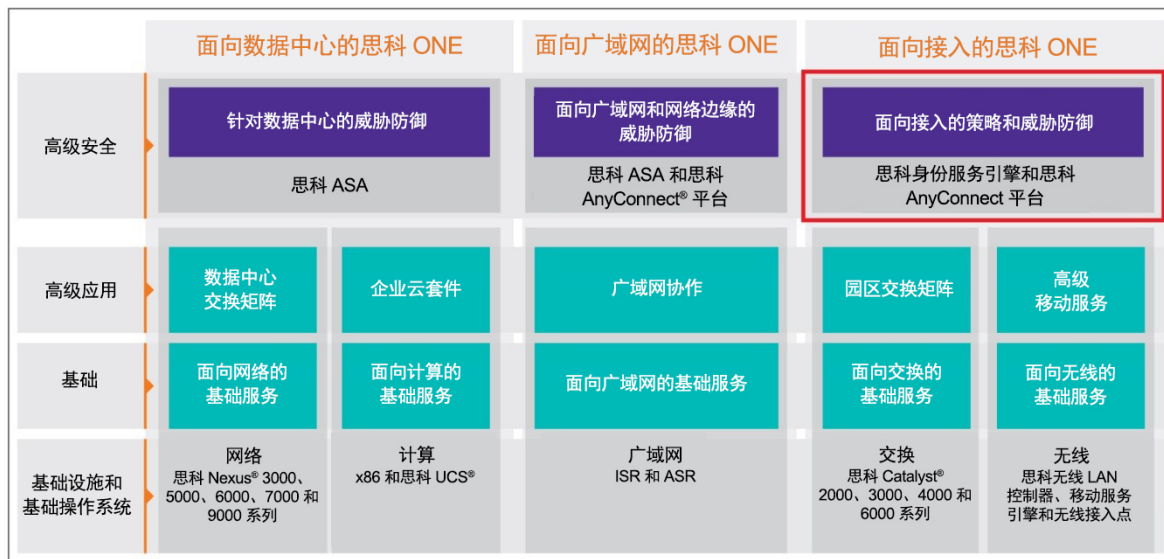 面向数据中心的思科 ONE
面向广域网的思科 ONE
面向接入的思科 ONE
高级安全
针对数据中心的威胁防御
思科 ASA
面向广域网和网络边缘的
威胁防御
思科 ASA 和思科
AnyConnect® 平台
面向接入的策略和威胁防御
思科身份服务引擎和思科
AnyConnect 平台
高级应用
数据中心
交换矩阵
企业云套件
广域网协作
园区交换矩阵
高级
移动服务
基础
面向网络的
基础服务
面向计算的
基础服务
面向广域网的基础服务
面向交换的
基础服务
面向无线的
基础服务
基础设施和
基础操作系统
网络
思科 Nexus® 3000、
5000、6000、7000 和
9000 系列
计算
x86 和思科 UCS®
广域网
ISR 和 ASR
交换
思科 Catalyst®
2000、3000、4000 和
6000 系列
无线
思科无线 LAN
控制器、移动服务
引擎和无线接入点